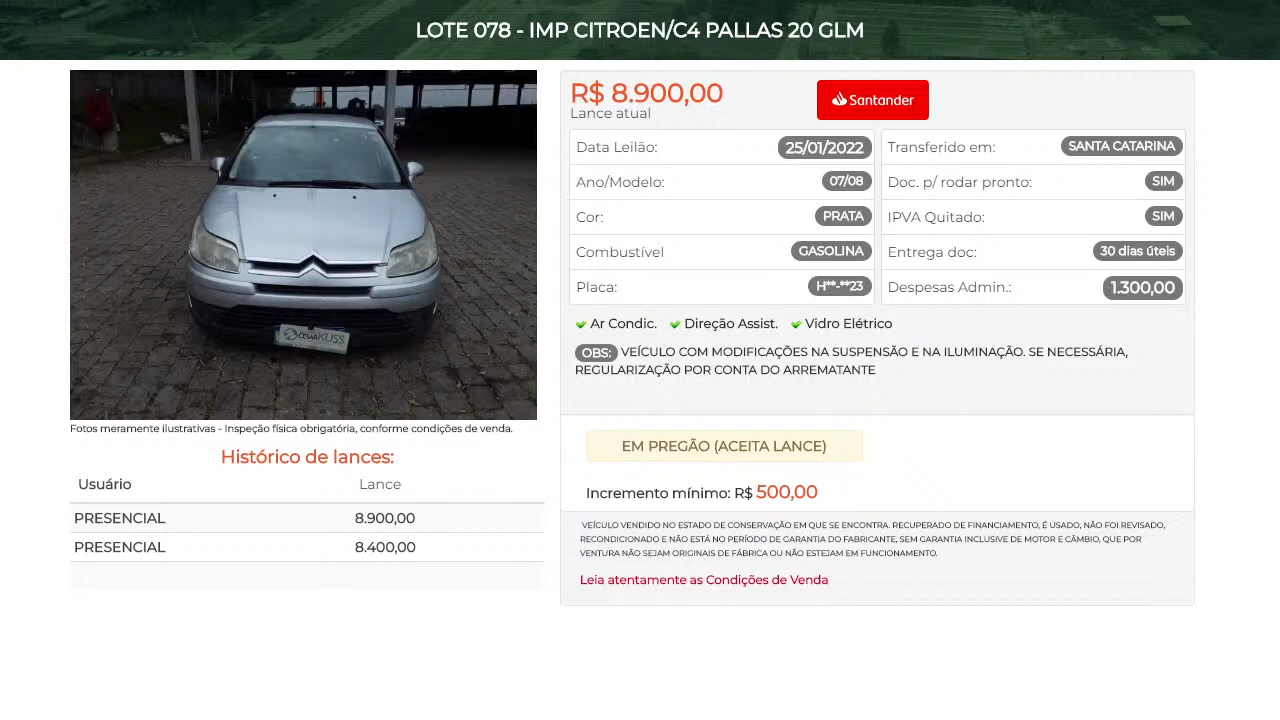 LOTE 078 - IMP CITROEN/C4 PALLAS 20 GLM
CESAR KUSS
Fotos meramente ilustrativas - Inspeção física obrigatória, conforme condições de venda.
Histórico de lances:
Usuário Lance
PRESENCIAL 8.900,00
PRESENCIAL 8.400,00
R$ 8.900,00
Lance atual
Santander
Data Leilão: 25/01/2022
Ano/Modelo: 07/08
Cor: PRATA
Combustível GASOLINA
Placa: H**-**23
Transferido em: SANTA CATARINA
Doc. p/ rodar pronto: SIM
IPVA Quitado: SIM
Entrega doc: 30 dias úteis
Despesas Admin.: 1.300,00
Ar Condic. Direção Assist. Vidro Elétrico
OBS: VEÍCULO COM MODIFICAÇÕES NA SUSPENSÃO E NA ILUMINAÇÃO. SE NECESSÁRIA,
REGULARIZAÇÃO POR CONTA DO ARREMATANTE
EM PREGÃO (ACEITA LANCE)
Incremento mínimo: R$ 500,00
VEÍCULO VENDIDO NO ESTADO DE CONSERVAÇÃO EM QUE SE ENCONTRA. RECUPERADO DE FINANCIAMENTO, É USADO, NÃO FOI REVISADO,
RECONDICIONADO E NÃO ESTÁ NO PERÍODO DE GARANTIA DO FABRICANTE, SEM GARANTIA INCLUSIVE DE MOTOR E CÂMBIO, QUE POR
VENTURA NÃO SEJAM ORIGINAIS DE FÁBRICA OU NÃO ESTEJAM EM FUNCIONAMENTO.
Leia atentamente as Condições de Venda